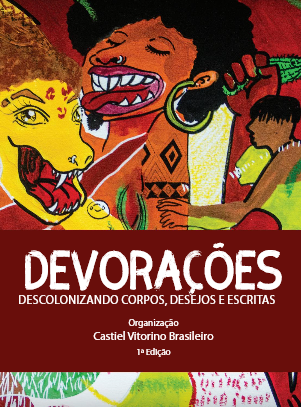 DEVORAÇÕES
DESCOLONIZANDO CORPOS, DESEJOS E ESCRITAS
Organização
Castiel Vitorino Brasileiro
1ª Edição